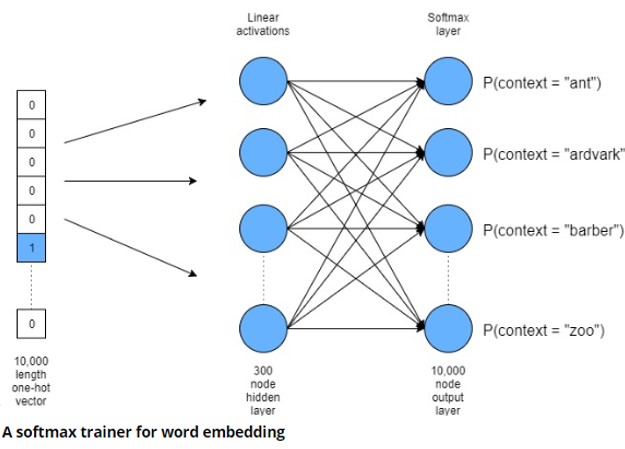 Linear
activations
Softmax
layer
0
0
0
0
0
1
0
P(context = "ant")
P(context = "ardvark"
P(context = "barber")
P(context = "zoo")
10,000
length
one-hot
vector
300
node
hidden
layer
10,000
node
output
layer
A softmax trainer for word embedding